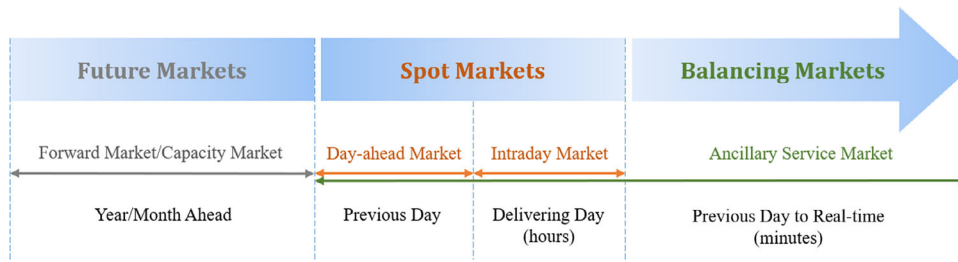 Future Markets
Spot Markets
Balancing Markets
Forward Market/Capacity Market
Day-ahead Market
Intraday Market
Ancillary Service Market
Year/Month Ahead
Previous Day
Delivering Day
(hours)
Previous Day to Real-time
(minutes)